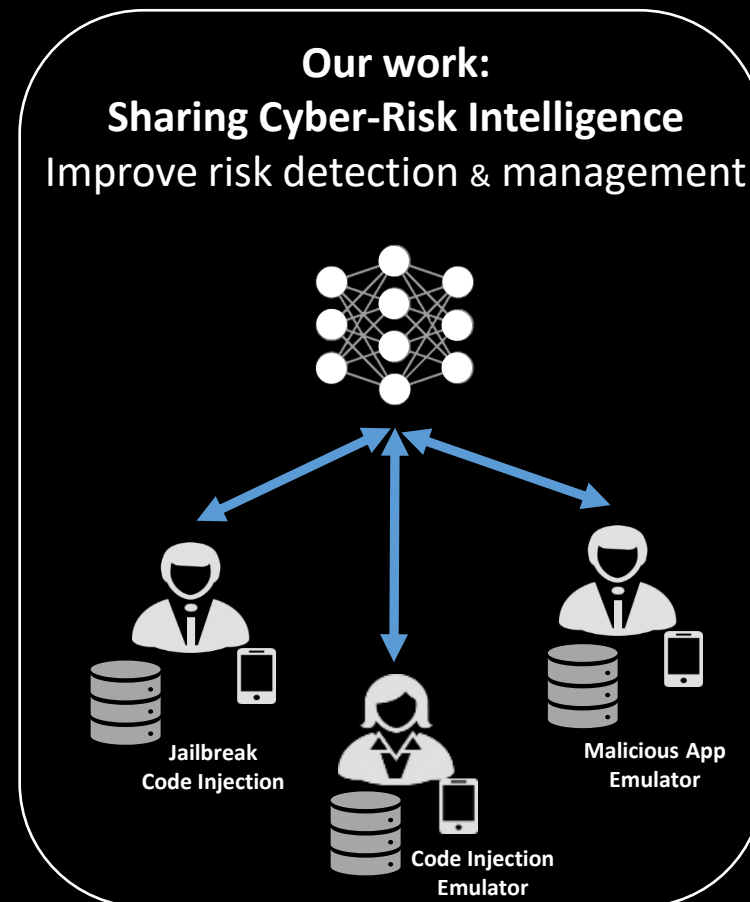 Our work:
Sharing Cyber-Risk Intelligence
Improve risk detection & management
Jailbreak
Code Injection
Malicious App
Emulator
Code Injection
Emulator